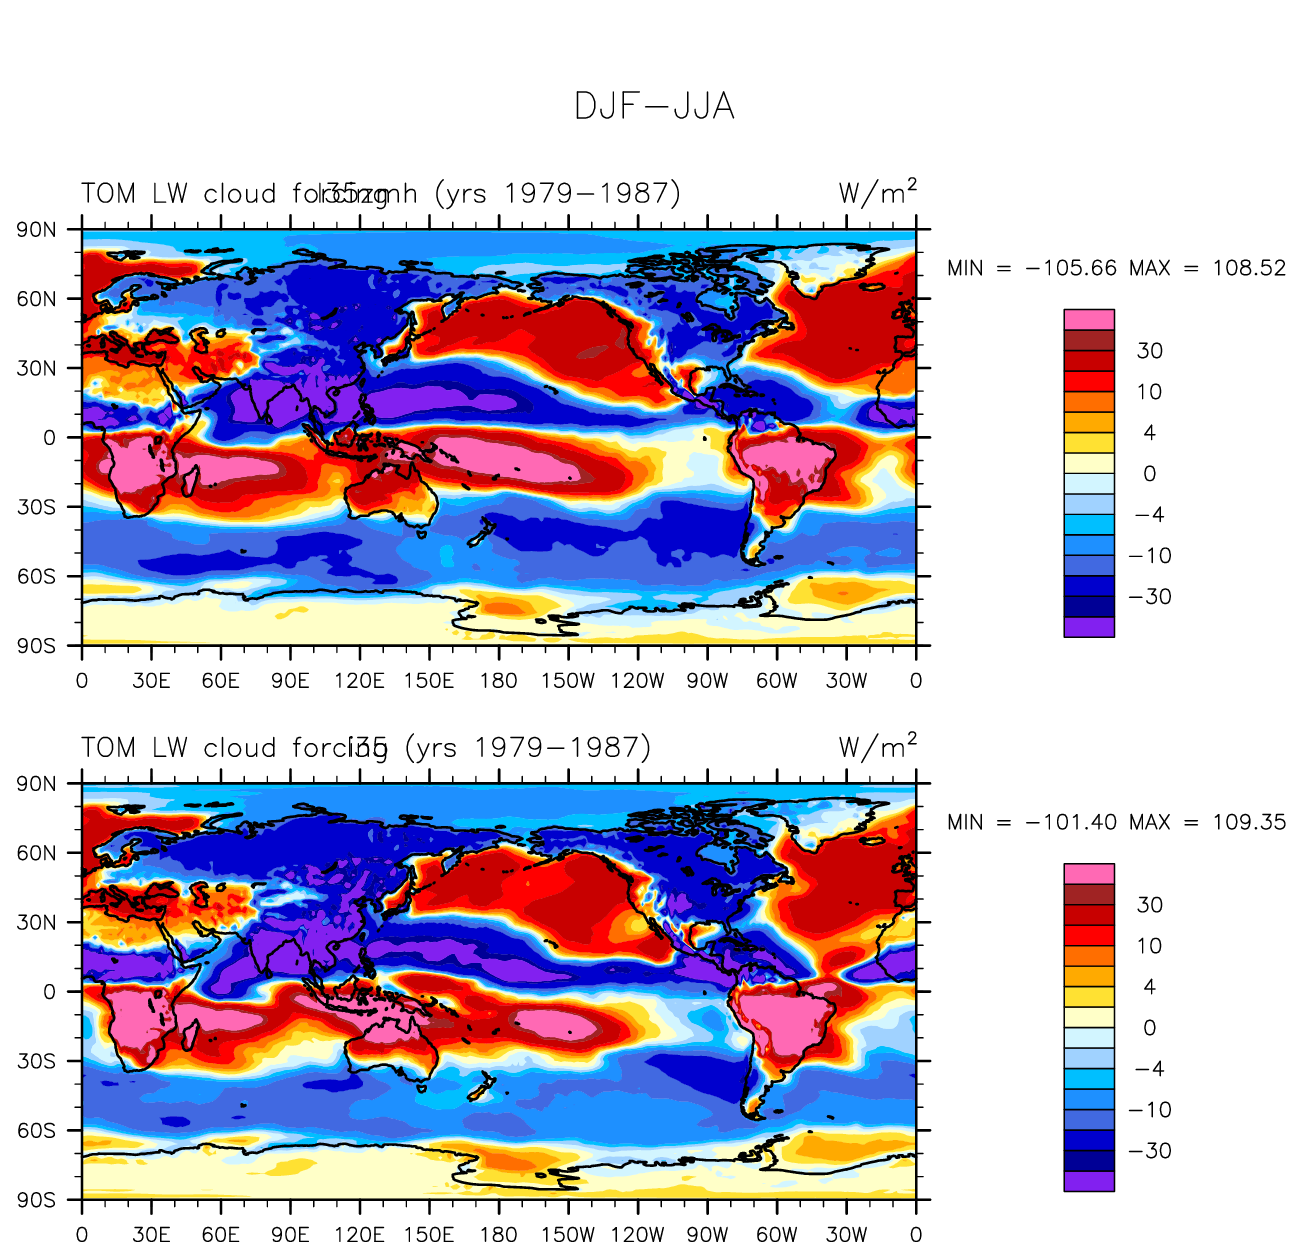 DJF−JJA
TOM LW cloud forcing (yrs 1979−1987) W/m²
90N
60N
30N
0
30S
60S
90S
0 30E 60E 90E 120E 150E 180 150W 120W 90W 60W 30W 0
MIN = −105.66 MAX = 108.52
30
10
4
0
−4
−10
−30
TOM LW cloud forcing i35 (yrs 1979−1987) W/m²
90N
60N
30N
0
30S
60S
90S
0 30E 60E 90E 120E 150E 180 150W 120W 90W 60W 30W 0
MIN = −101.40 MAX = 109.35
30
10
4
0
−4
−10
−30